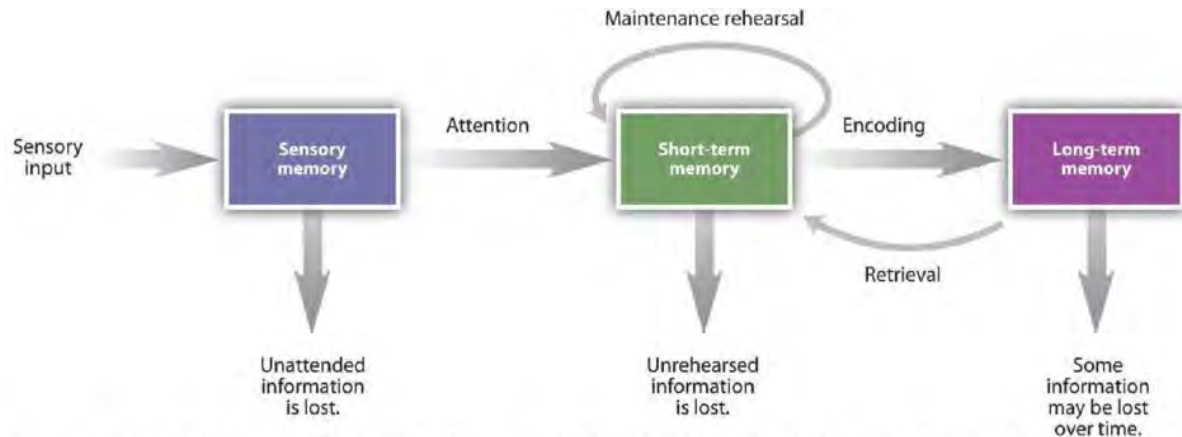 Maintenance rehearsal
Sensory
input
Sensory
memory
Attention
Short-term
memory
Encoding
Long-term
memory
Retrieval
Unattended
information
is lost.
Unrehearsed
information
is lost.
Some
information
may be lost
over time.